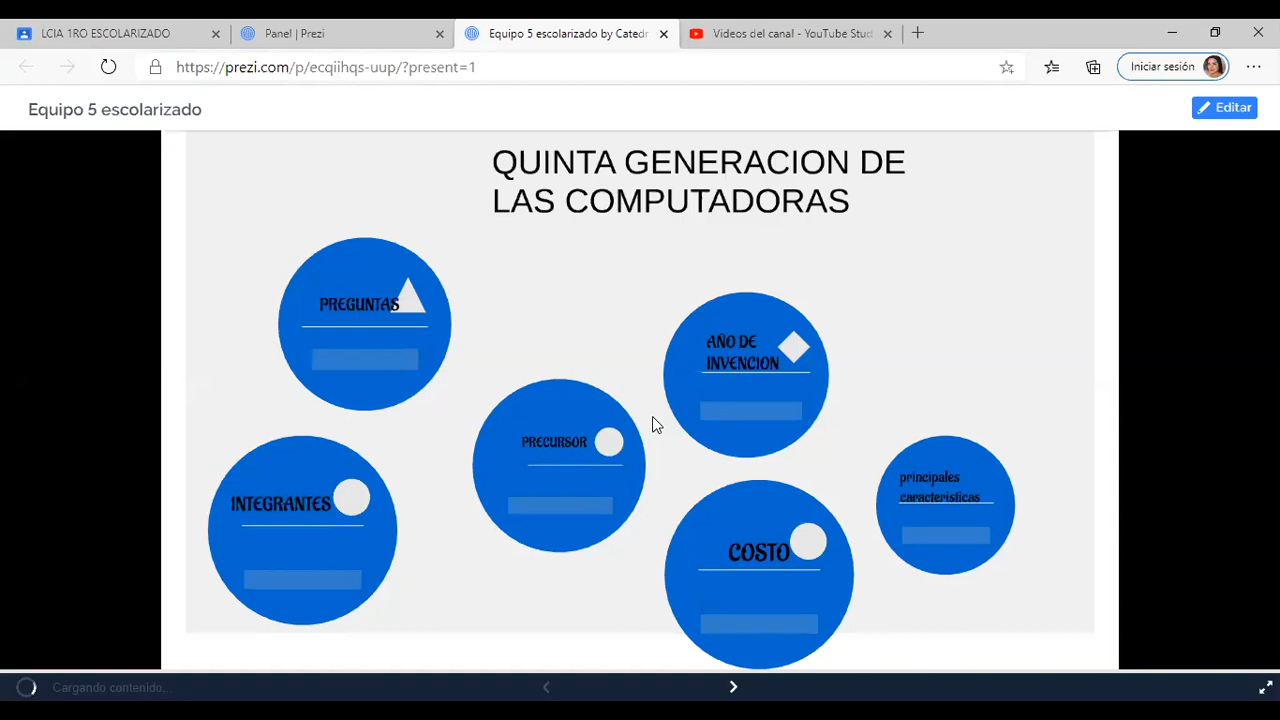 LCIA 1RO ESCOLARIZADO
Panel | Prezi
Equipo 5 escolarizado by Catedr
Videos del canal - YouTube Stud
https://prezi.com/p/ecqiihqs-uup/?present=1
Iniciar sesión
Equipo 5 escolarizado
Editar
QUINTA GENERACION DE
LAS COMPUTADORAS
PREGUNTAS
AÑO DE
INVENCION
PRECURSOR
principales
caracteristicas
INTEGRANTES
COSTO
Cargando contenido...